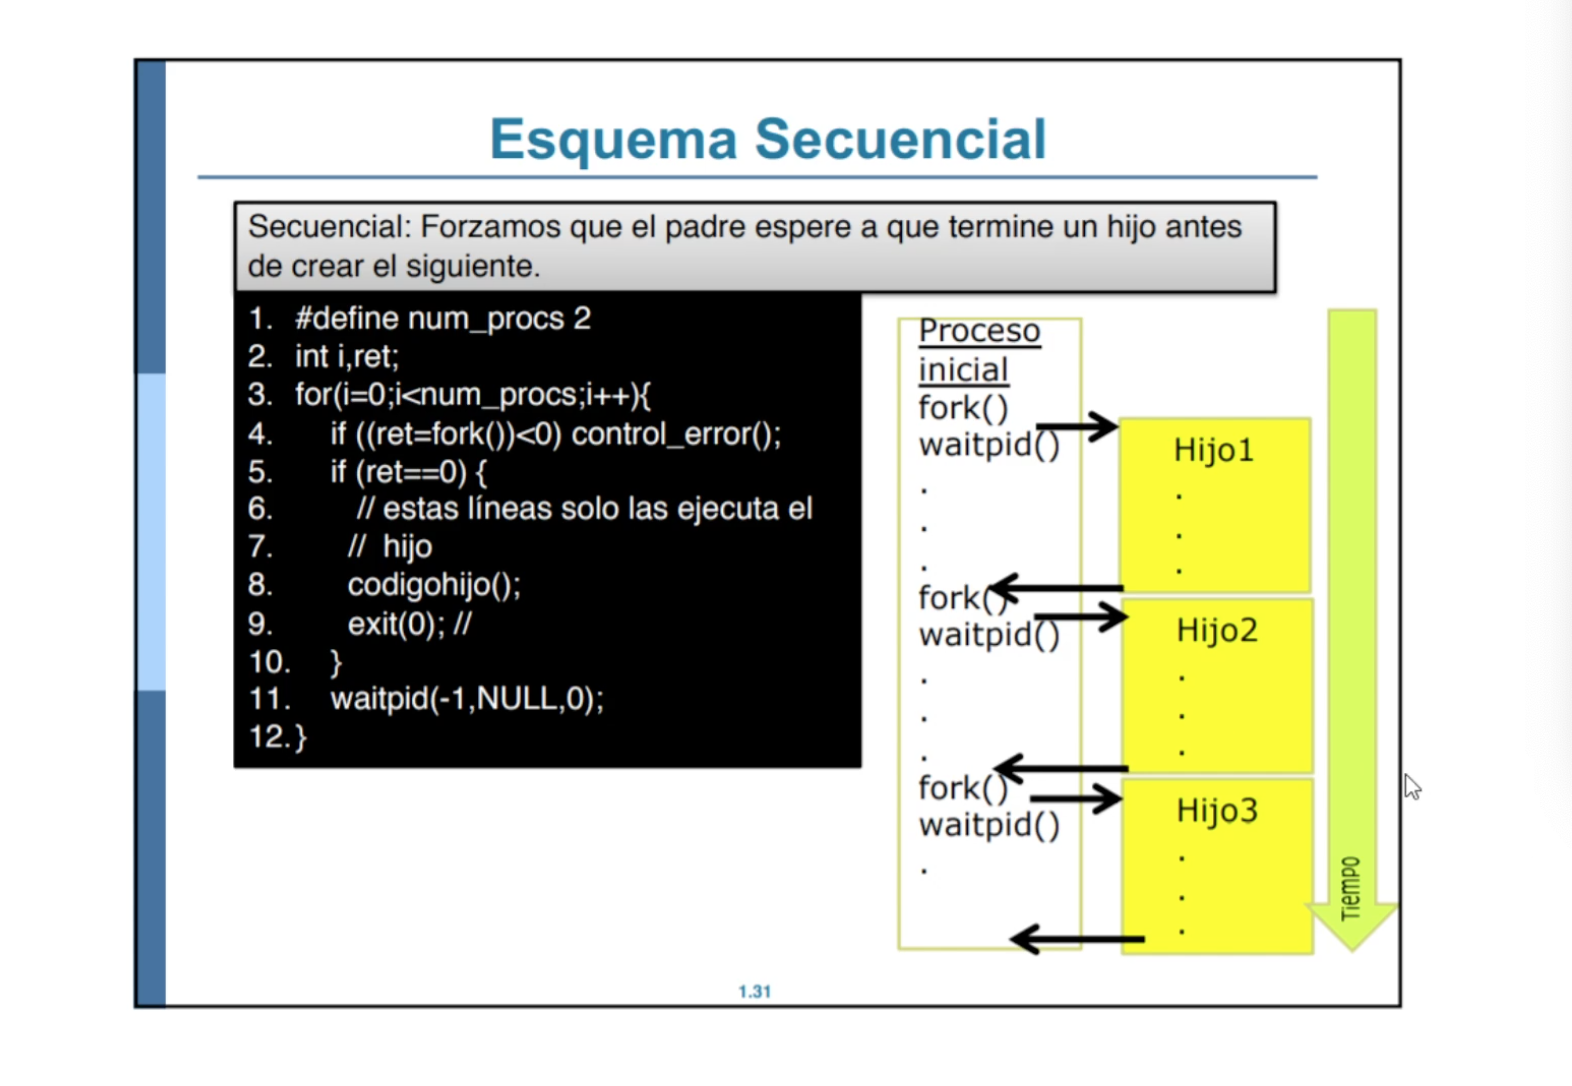 Esquema Secuencial
Secuencial: Forzamos que el padre espere a que termine un hijo antes
de crear el siguiente.
1. #define num_procs 2
2. int i,ret;
3. for(i=0;i<num_procs;i++){
4. if ((ret=fork())<0) control_error();
5. if (ret==0) {
6. // estas líneas solo las ejecuta el
7. // hijo
8. codigohijo();
9. exit(0); //
10. }
11. waitpid(-1,NULL,0);
12.}
Proceso
inicial
fork()
waitpid()
.
.
.
fork()
waitpid()
.
.
.
fork()
waitpid()
.
Hijo1
.
.
.
Hijo2
.
.
.
Hijo3
.
.
.
Tiempo
1.31